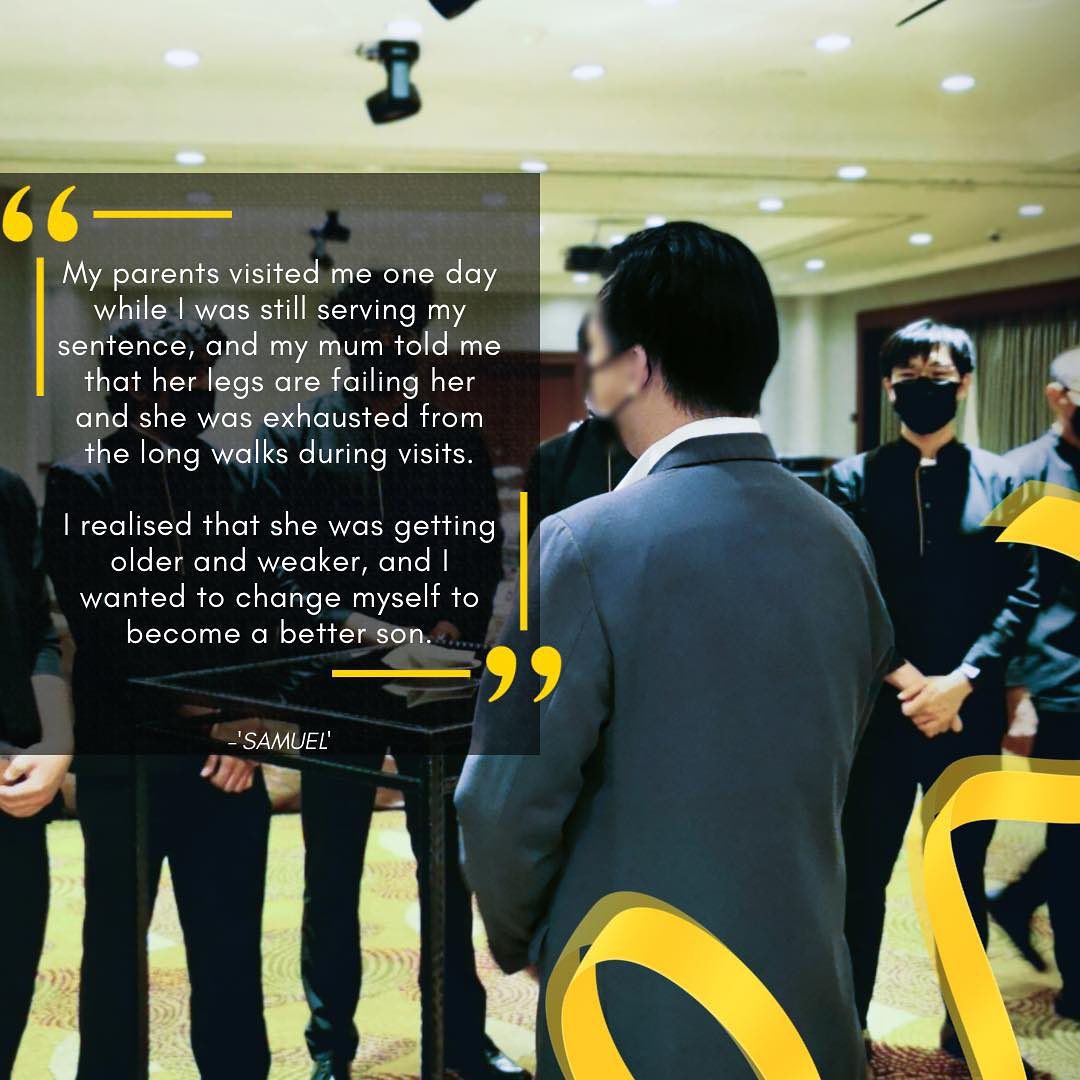 “
My parents visited me one day
while I was still serving my
sentence, and my mum told me
that her legs are failing her
and she was exhausted from
the long walks during visits.
I realised that she was getting
older and weaker, and I
wanted to change myself to
become a better son.
”
-'SAMUEL'